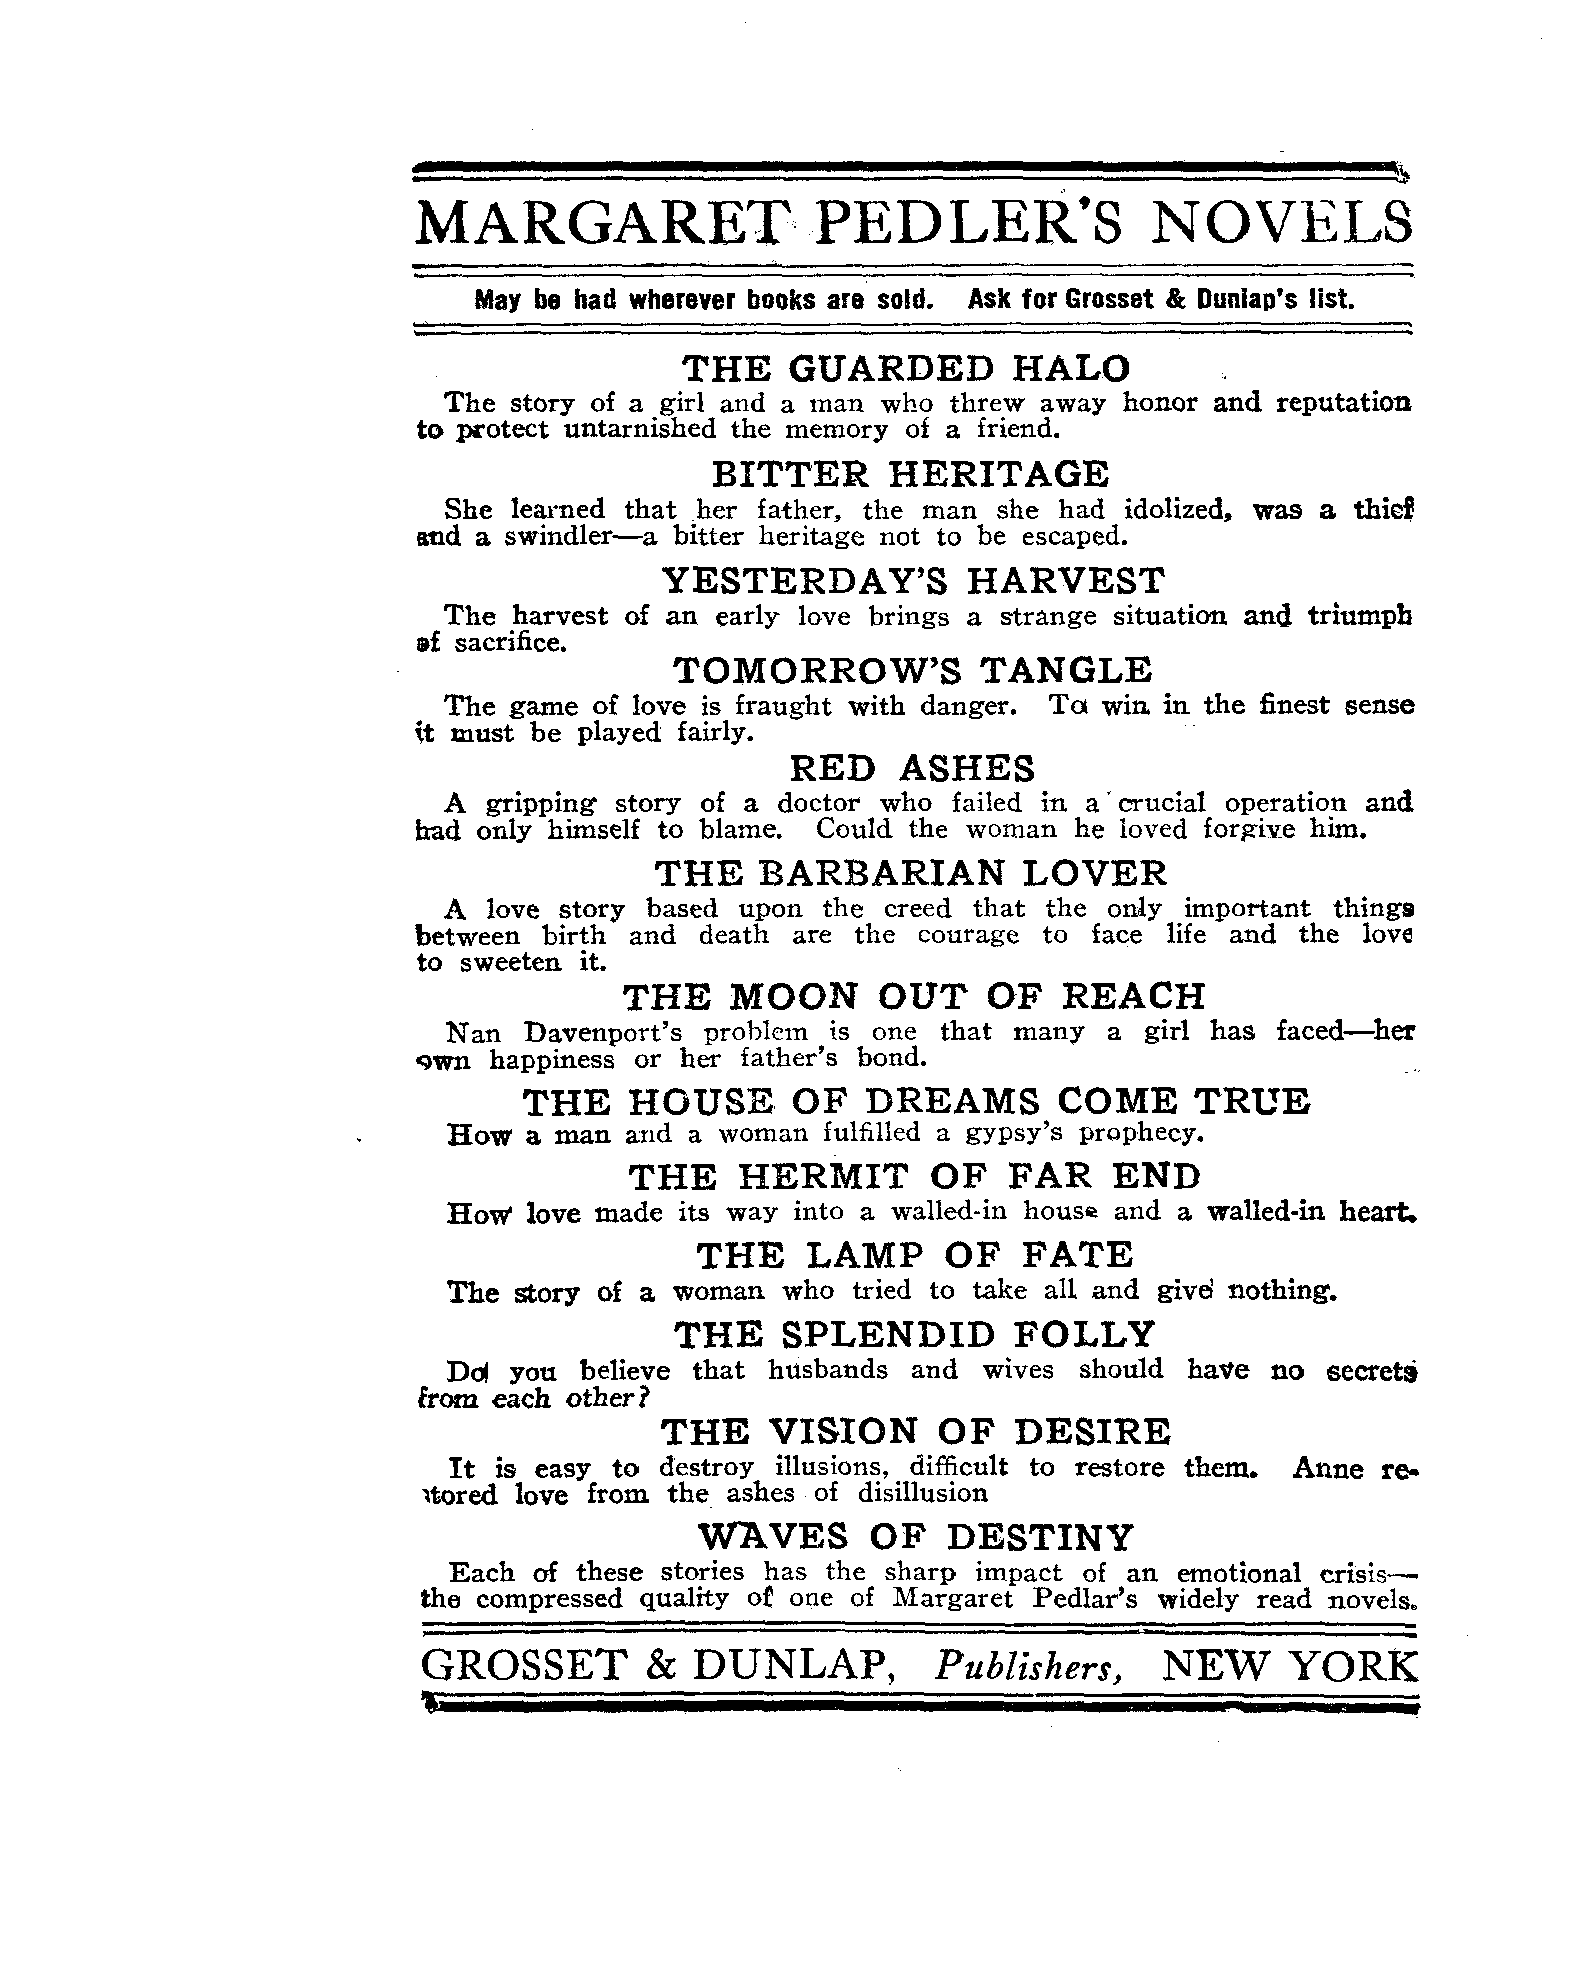 MARGARET PEDLER'S NOVELS
May be had wherever books are sold. Ask for Grosset & Dunlap's list.
THE GUARDED HALO
The story of a girl and a man who threw away honor and reputation
to protect untarnished the memory of a friend.
BITTER HERITAGE
She learned that her father, the man she had idolized, was a thief
and a swindler—a bitter heritage not to be escaped.
YESTERDAY'S HARVEST
The harvest of an early love brings a strange situation and triumph
of sacrifice.
TOMORROW'S TANGLE
The game of love is fraught with danger. To win in the finest sense
it must be played fairly.
RED ASHES
A gripping story of a doctor who failed in a crucial operation and
had only himself to blame. Could the woman he loved forgive him.
THE BARBARIAN LOVER
A love story based upon the creed that the only important things
between birth and death are the courage to face life and the love
to sweeten it.
THE MOON OUT OF REACH
Nan Davenport's problem is one that many a girl has faced—her
own happiness or her father's bond.
THE HOUSE OF DREAMS COME TRUE
How a man and a woman fulfilled a gypsy's prophecy.
THE HERMIT OF FAR END
How love made its way into a walled-in house and a walled-in heart.
THE LAMP OF FATE
The story of a woman who tried to take all and give nothing.
THE SPLENDID FOLLY
Do you believe that husbands and wives should have no secrets
from each other?
THE VISION OF DESIRE
It is easy to destroy illusions, difficult to restore them. Anne re-
stored love from the ashes of disillusion
WAVES OF DESTINY
Each of these stories has the sharp impact of an emotional crisis—
the compressed quality of one of Margaret Pedlar's widely read novels.
GROSSET & DUNLAP, Publishers, NEW YORK